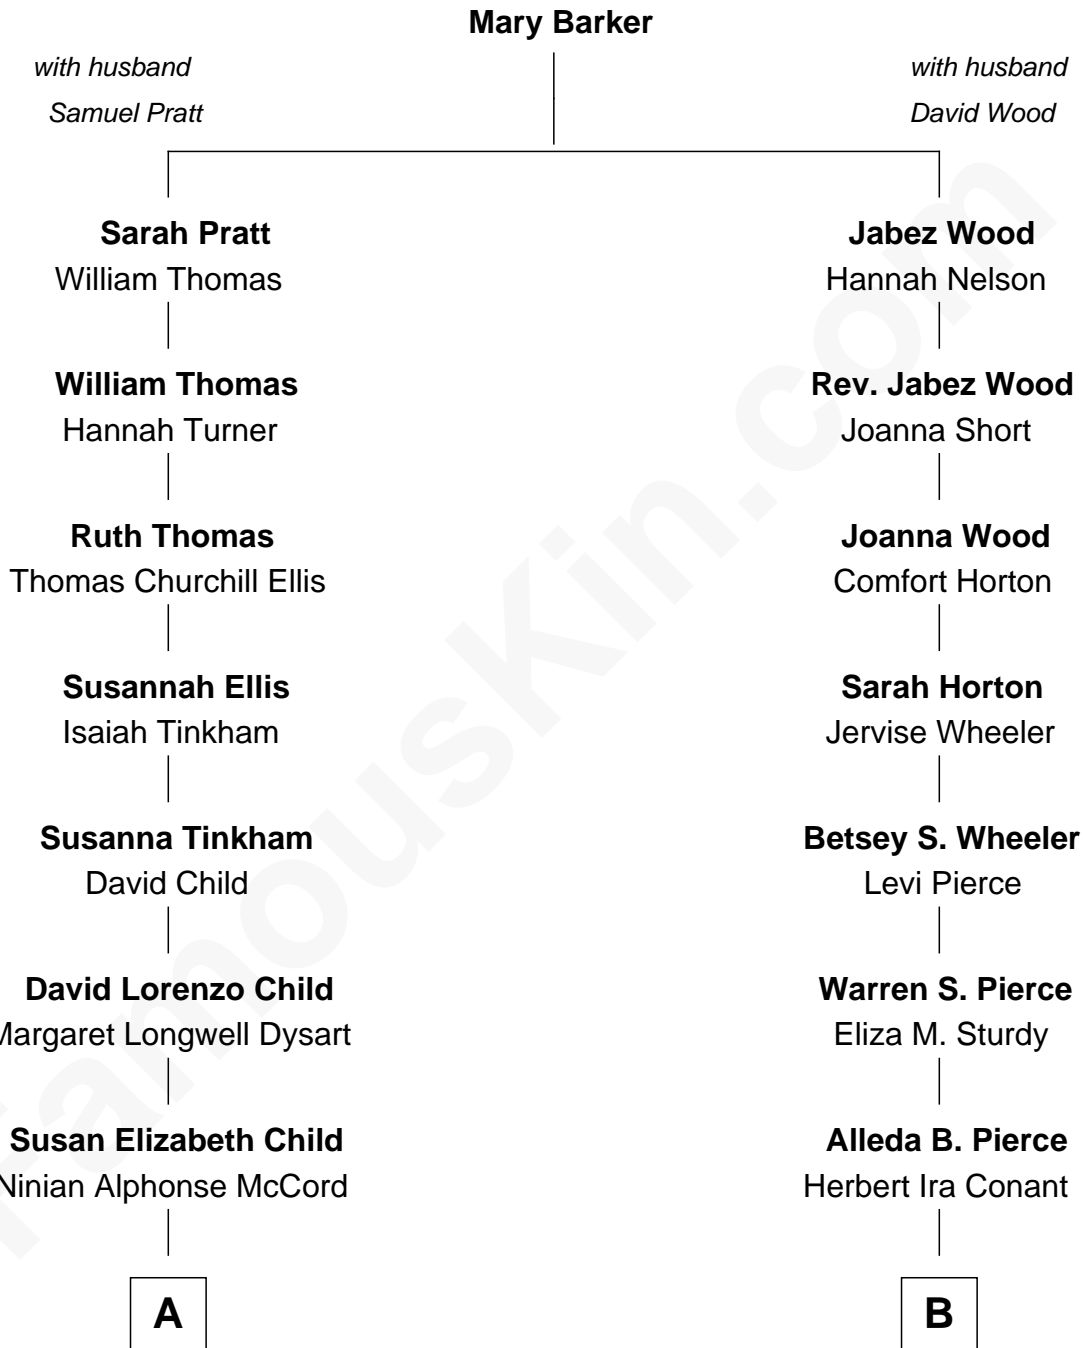 Mary Barker
with husband
Samuel Pratt
with husband
David Wood
Sarah Pratt
William Thomas
Jabez Wood
Hannah Nelson
William Thomas
Hannah Turner
Rev. Jabez Wood
Joanna Short
Ruth Thomas
Thomas Churchill Ellis
Joanna Wood
Comfort Horton
Susannah Ellis
Isaiah Tinkham
Sarah Horton
Jervise Wheeler
Susanna Tinkham
David Child
Betsey S. Wheeler
Levi Pierce
David Lorenzo Child
Margaret Longwell Dysart
Warren S. Pierce
Eliza M. Sturdy
Susan Elizabeth Child
Ninian Alphonse McCord
Alleda B. Pierce
Herbert Ira Conant
A
B
FamousKin.com